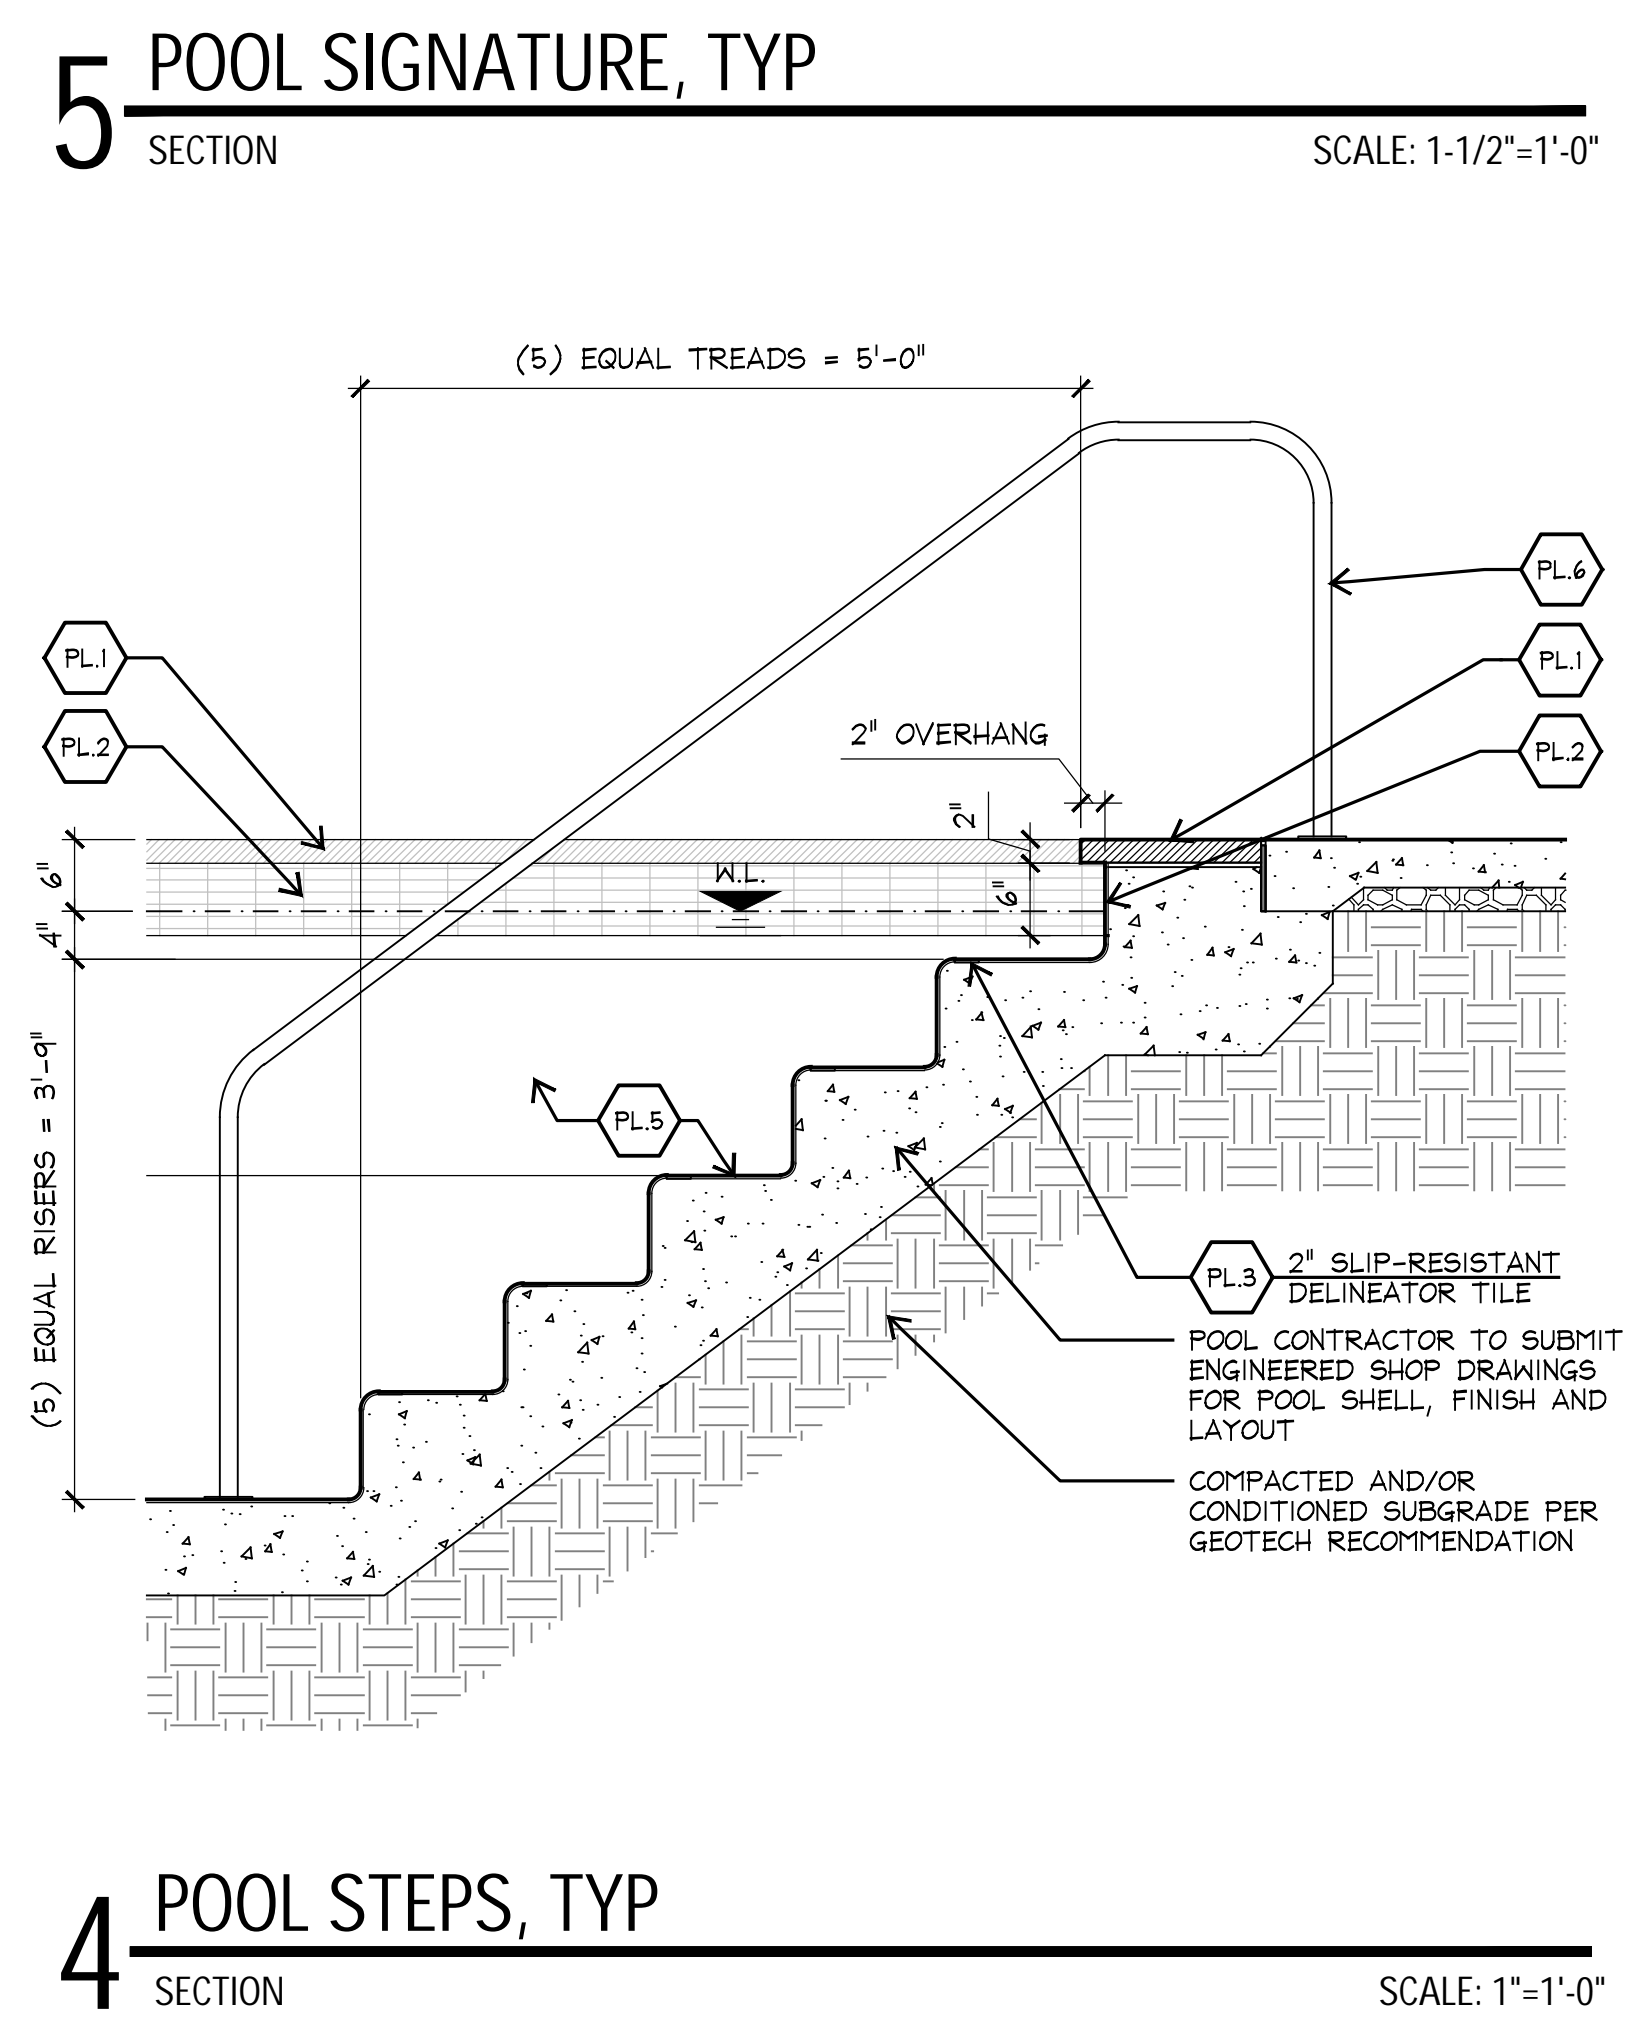 5
POOL SIGNATURE, TYP
SECTION
SCALE: 1-1/2"=1'-0"
(5) EQUAL TREADS = 5'-0"
PL.6
PL.1
PL.1
PL.2
PL.2
2" OVERHANG
2"
6"
W.L.
6"
4"
(5) EQUAL RISERS = 3'-9"
PL.5
PL.3
2" SLIP-RESISTANT
DELINEATOR TILE
POOL CONTRACTOR TO SUBMIT
ENGINEERED SHOP DRAWINGS
FOR POOL SHELL, FINISH AND
LAYOUT
COMPACTED AND/OR
CONDITIONED SUBGRADE PER
GEOTECH RECOMMENDATION
4
POOL STEPS, TYP
SECTION
SCALE: 1"=1'-0"